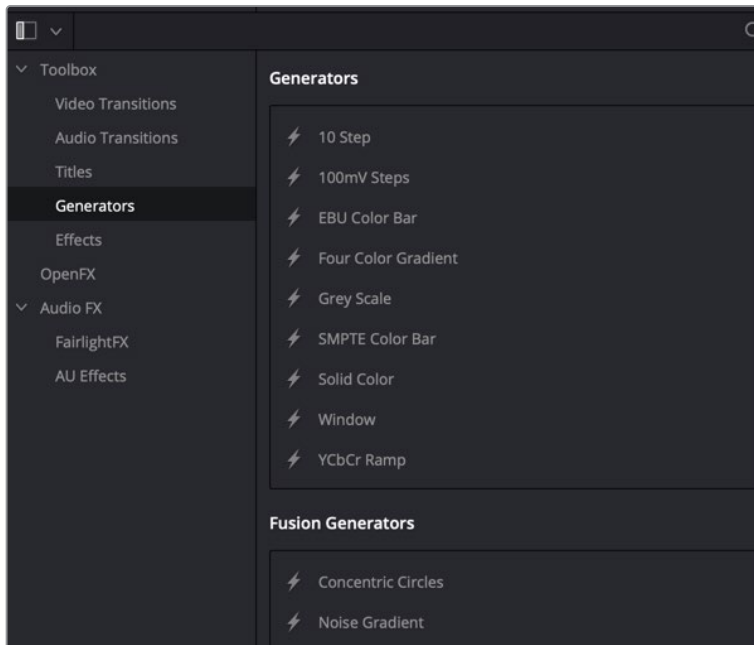 Toolbox
Video Transitions
Audio Transitions
Titles
Generators
Effects
OpenFX
Audio FX
FairlightFX
AU Effects
Generators
10 Step
100mV Steps
EBU Color Bar
Four Color Gradient
Grey Scale
SMPTE Color Bar
Solid Color
Window
YCbCr Ramp
Fusion Generators
Concentric Circles
Noise Gradient